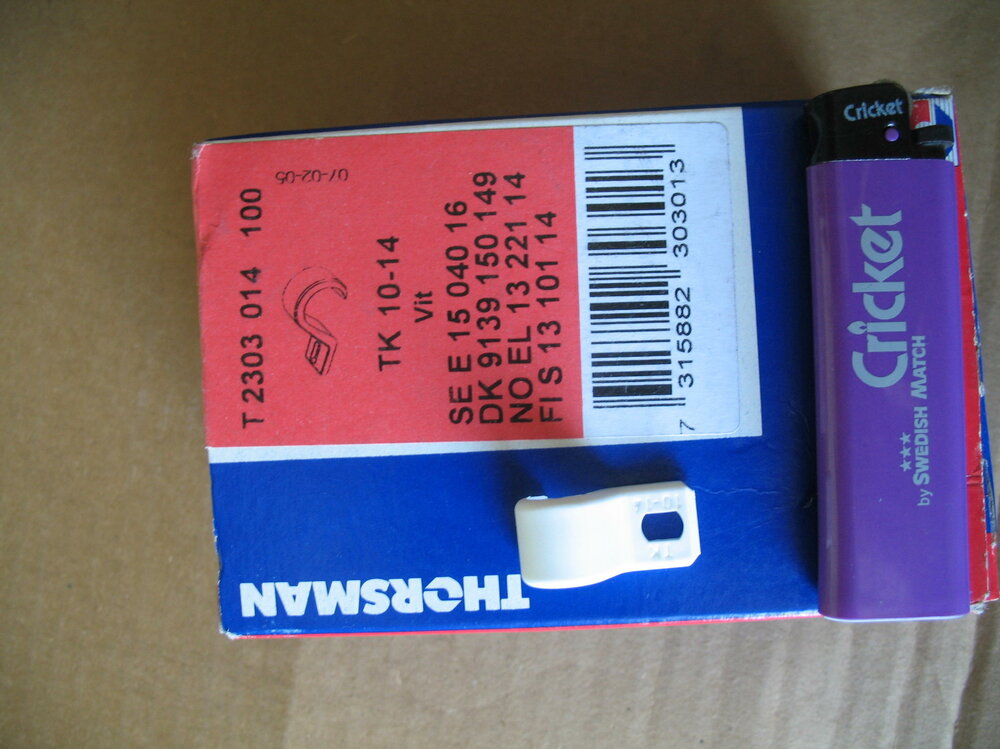 T 2303 014 100
07-02-05
TK 10-14
Vit
SE E 15 040 16
DK 9139 150 149
NO EL 13 221 14
FI S 13 101 14
7 315882 303013
THORSMAN
TK
10-14
Cricket
Cricket
by SWEDISH MATCH